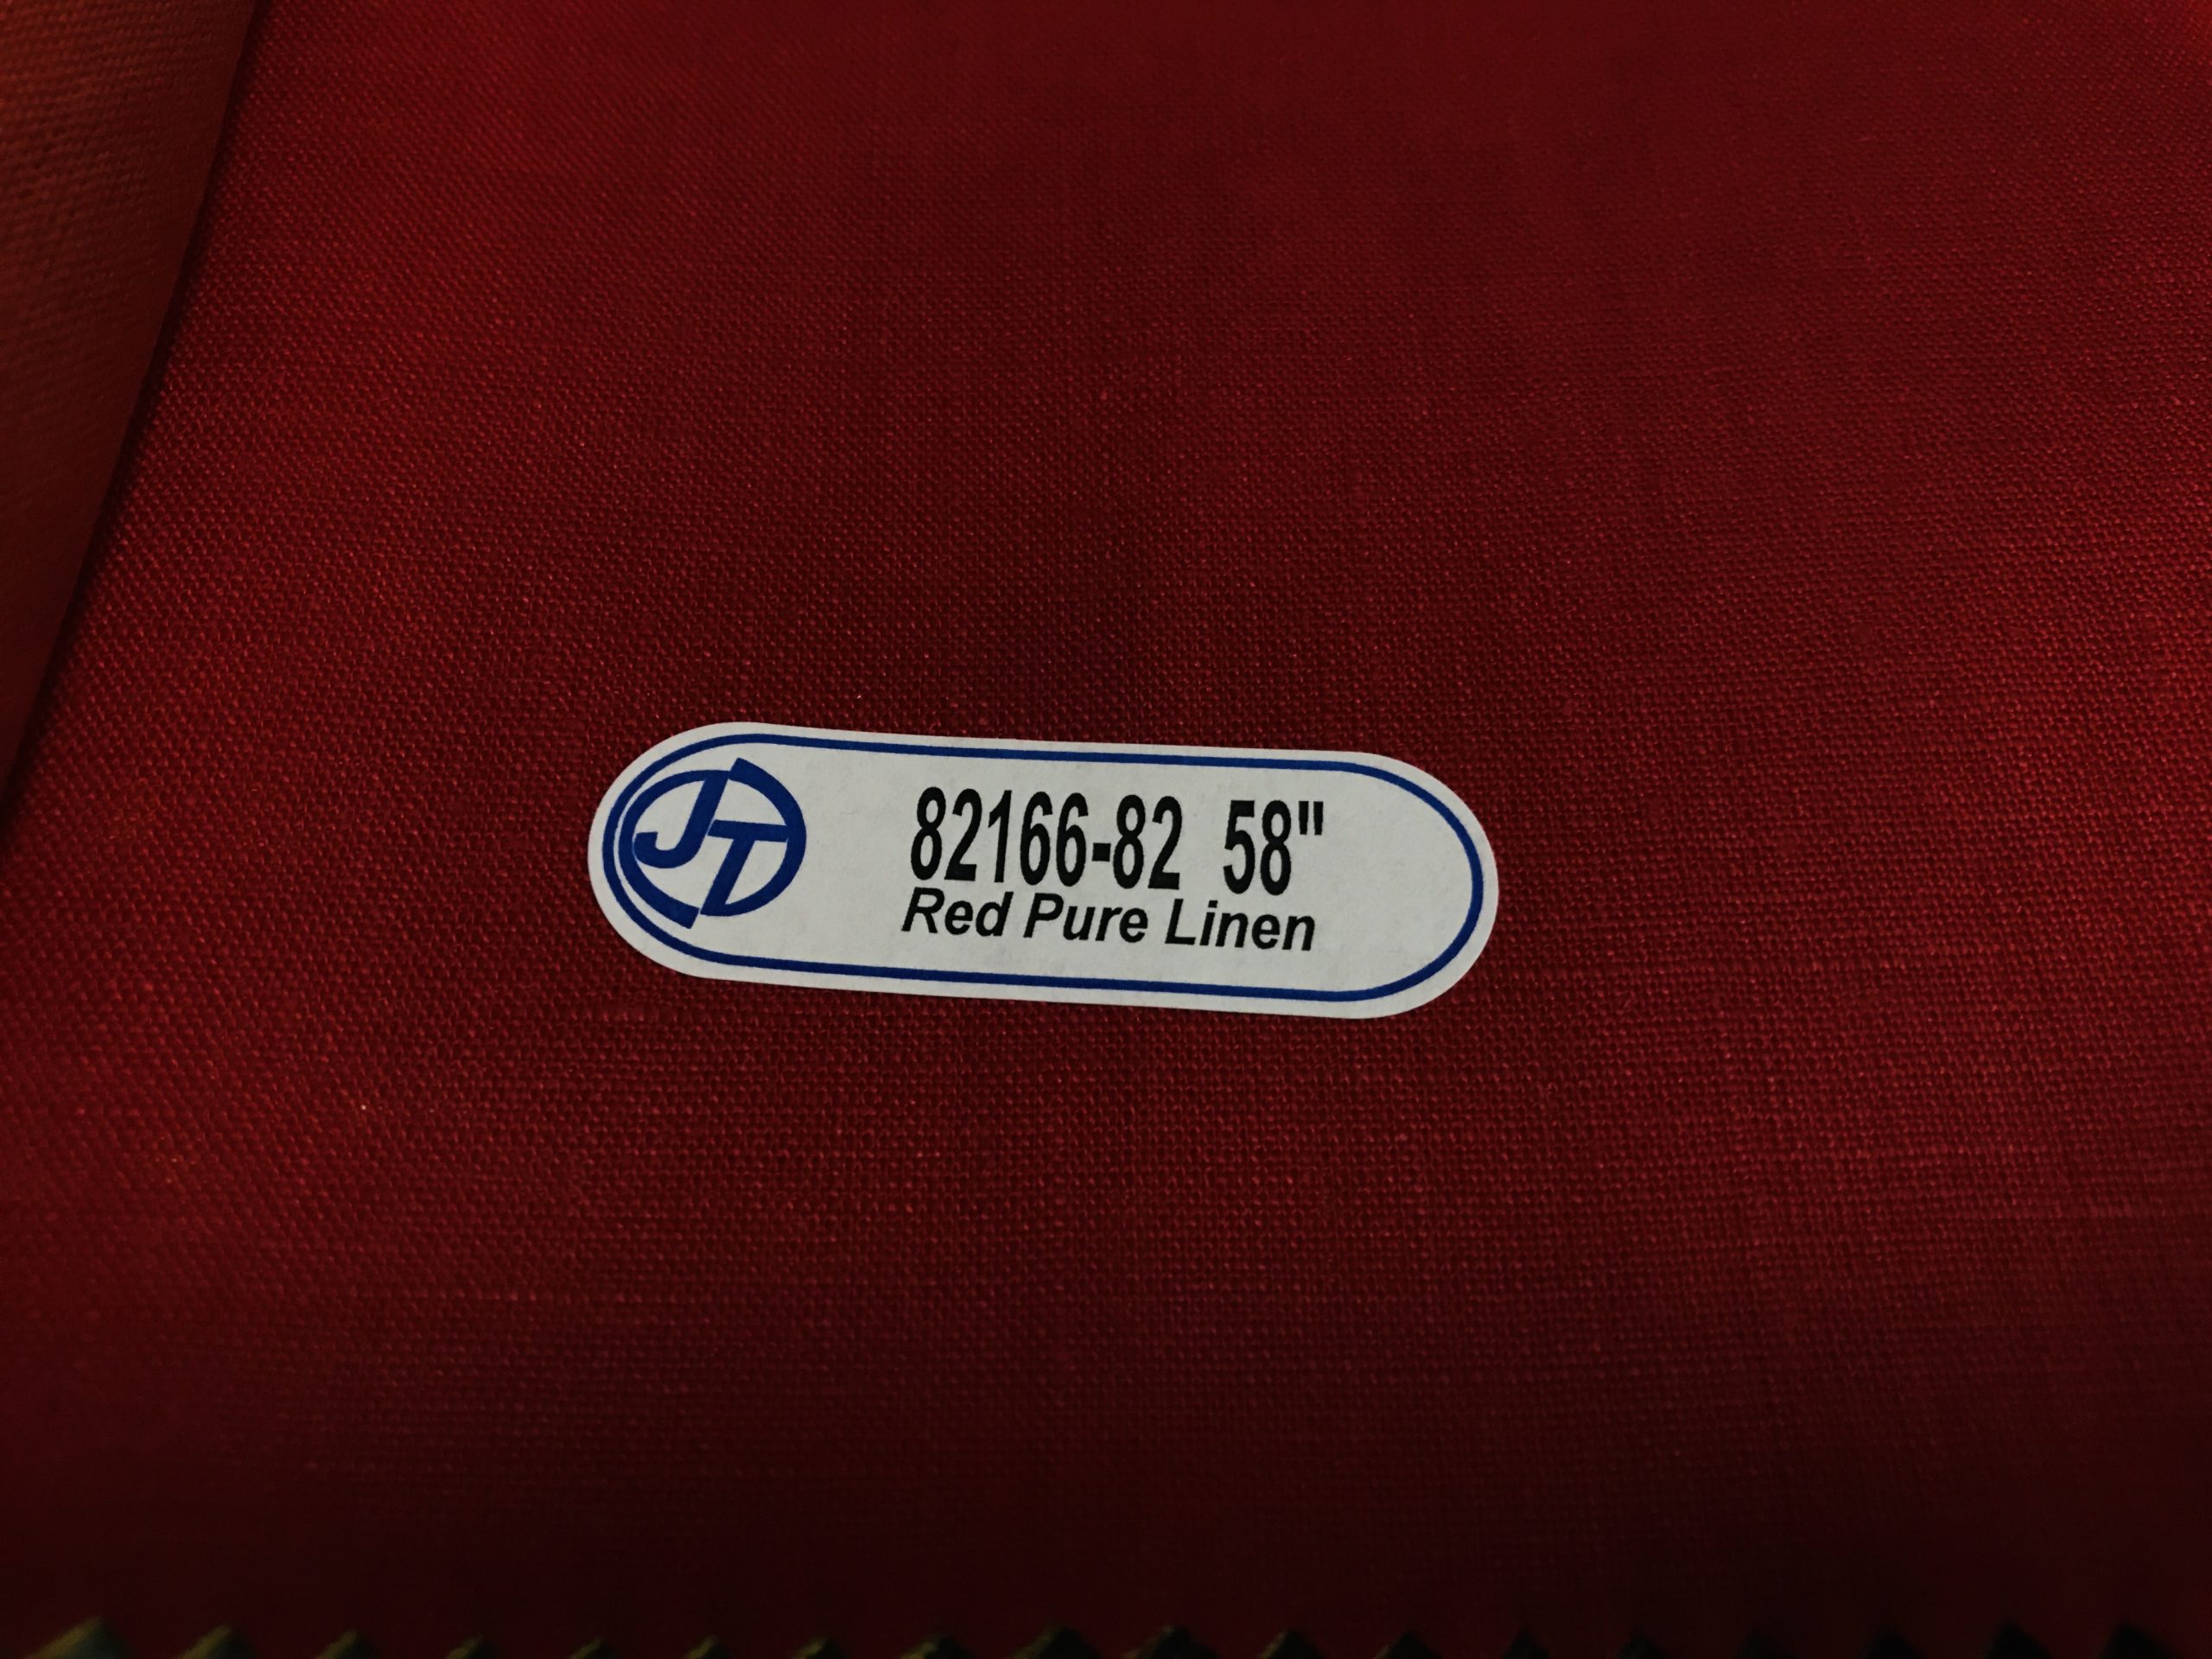 JT
82166-82 58"
Red Pure Linen